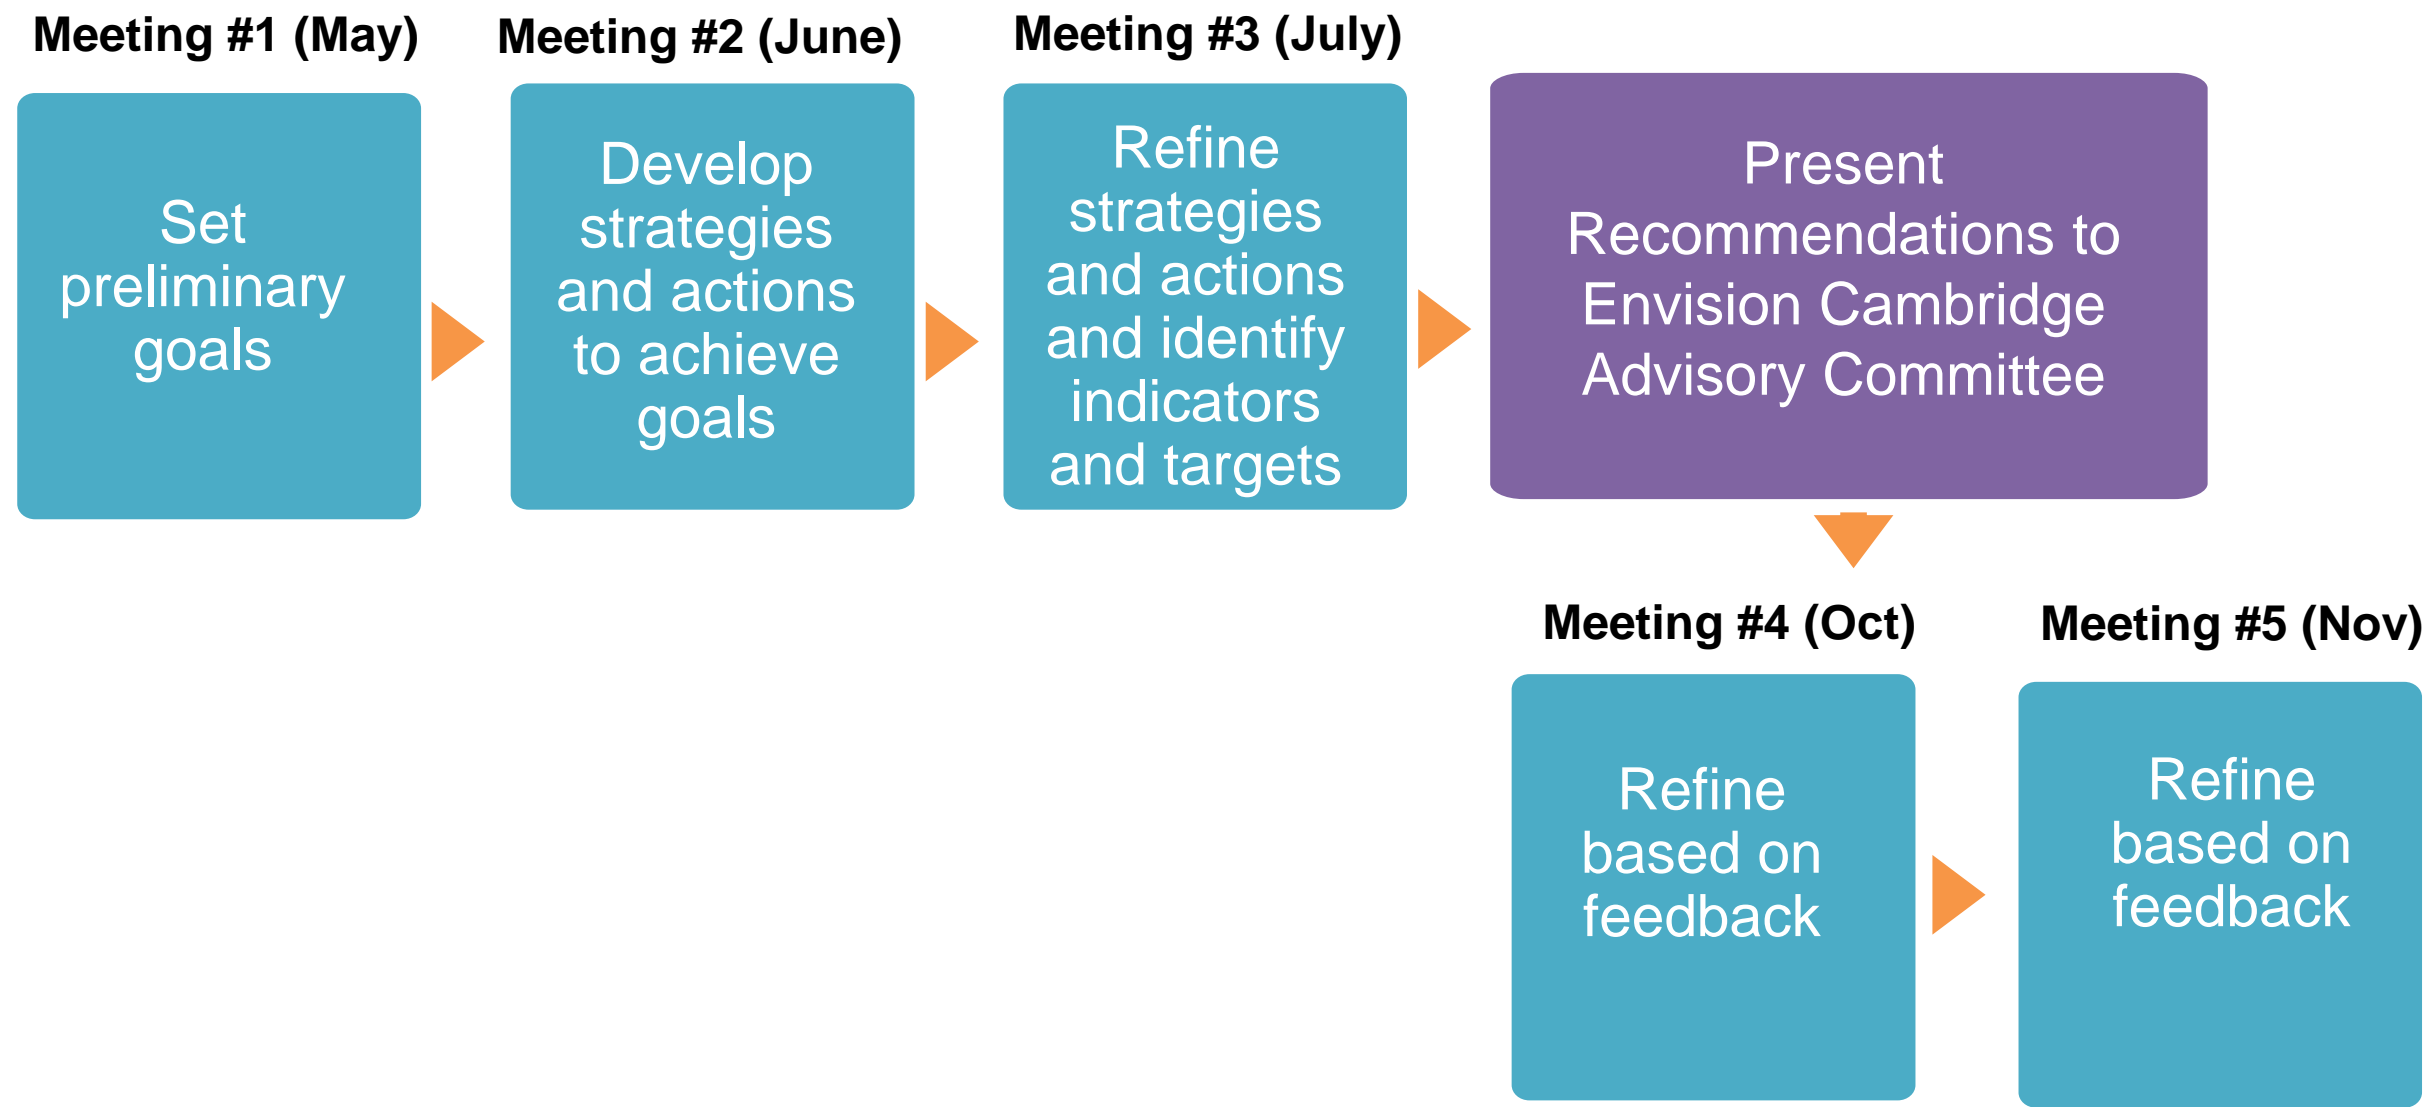 Meeting #1 (May)
Set
preliminary
goals
Meeting #2 (June)
Develop
strategies
and actions
to achieve
goals
Meeting #3 (July)
Refine
strategies
and actions
and identify
indicators
and targets
Present
Recommendations to
Envision Cambridge
Advisory Committee
Meeting #4 (Oct)
Refine
based on
feedback
Meeting #5 (Nov)
Refine
based on
feedback